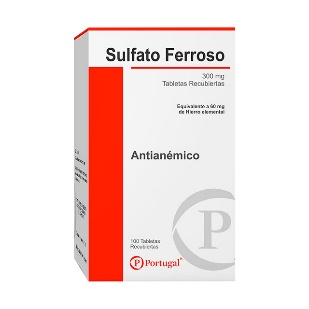 Sulfato Ferroso
300 mg
Tabletas Recubiertas
Equivalente a 60 mg
de Hierro elemental
Antianémico
100 Tabletas
Recubiertas
P Portugal